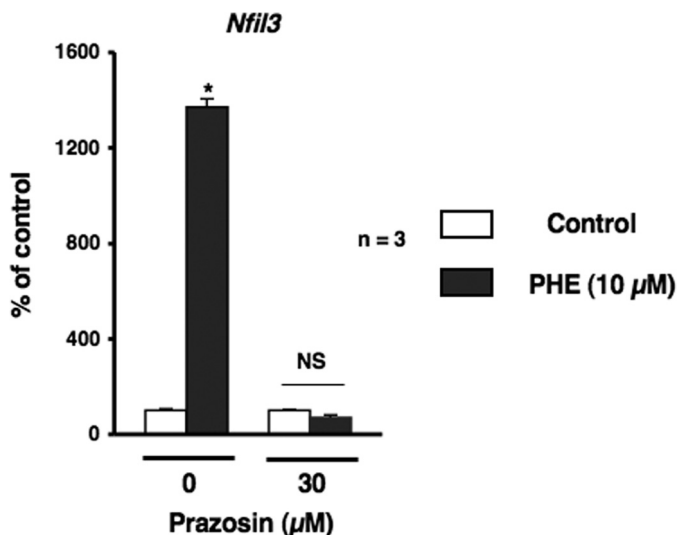 Nfil3
1600
1200
800
400
0
% of control
*
NS
n = 3
Control
PHE (10 μM)
0
30
Prazosin (μM)